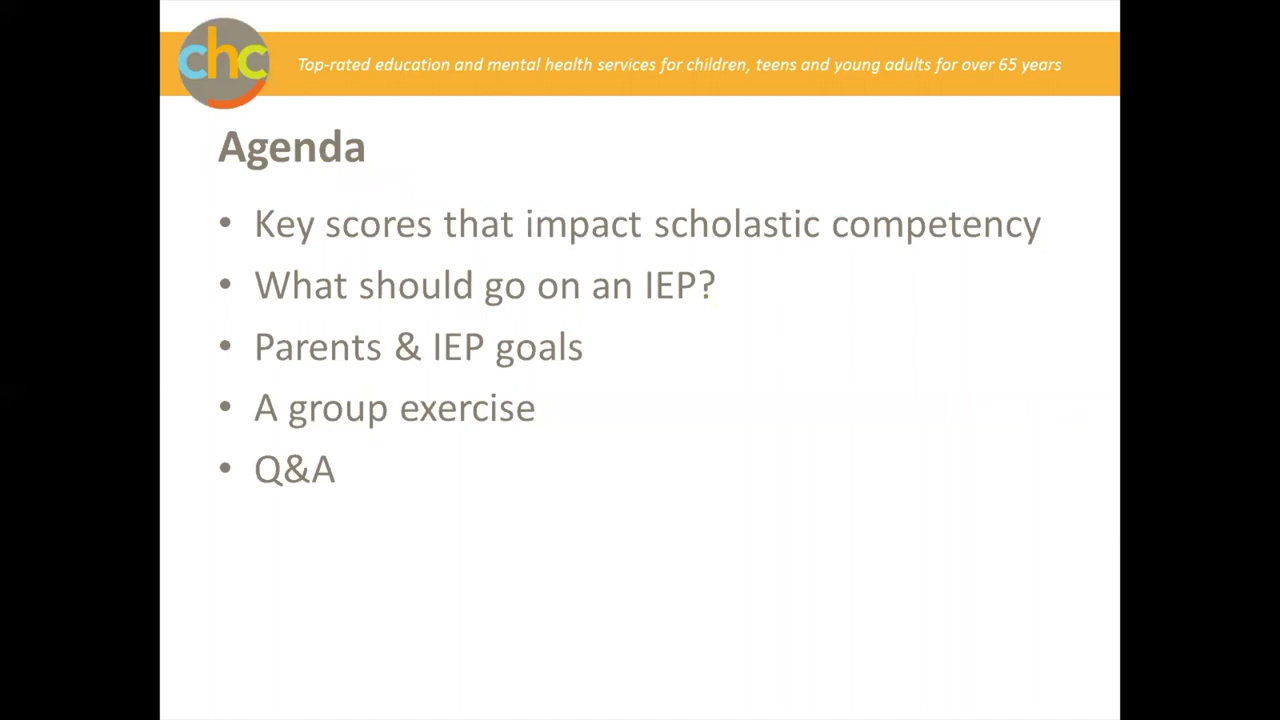 chc
Top-rated education and mental health services for children, teens and young adults for over 65 years
Agenda
• Key scores that impact scholastic competency
• What should go on an IEP?
• Parents & IEP goals
• A group exercise
• Q&A